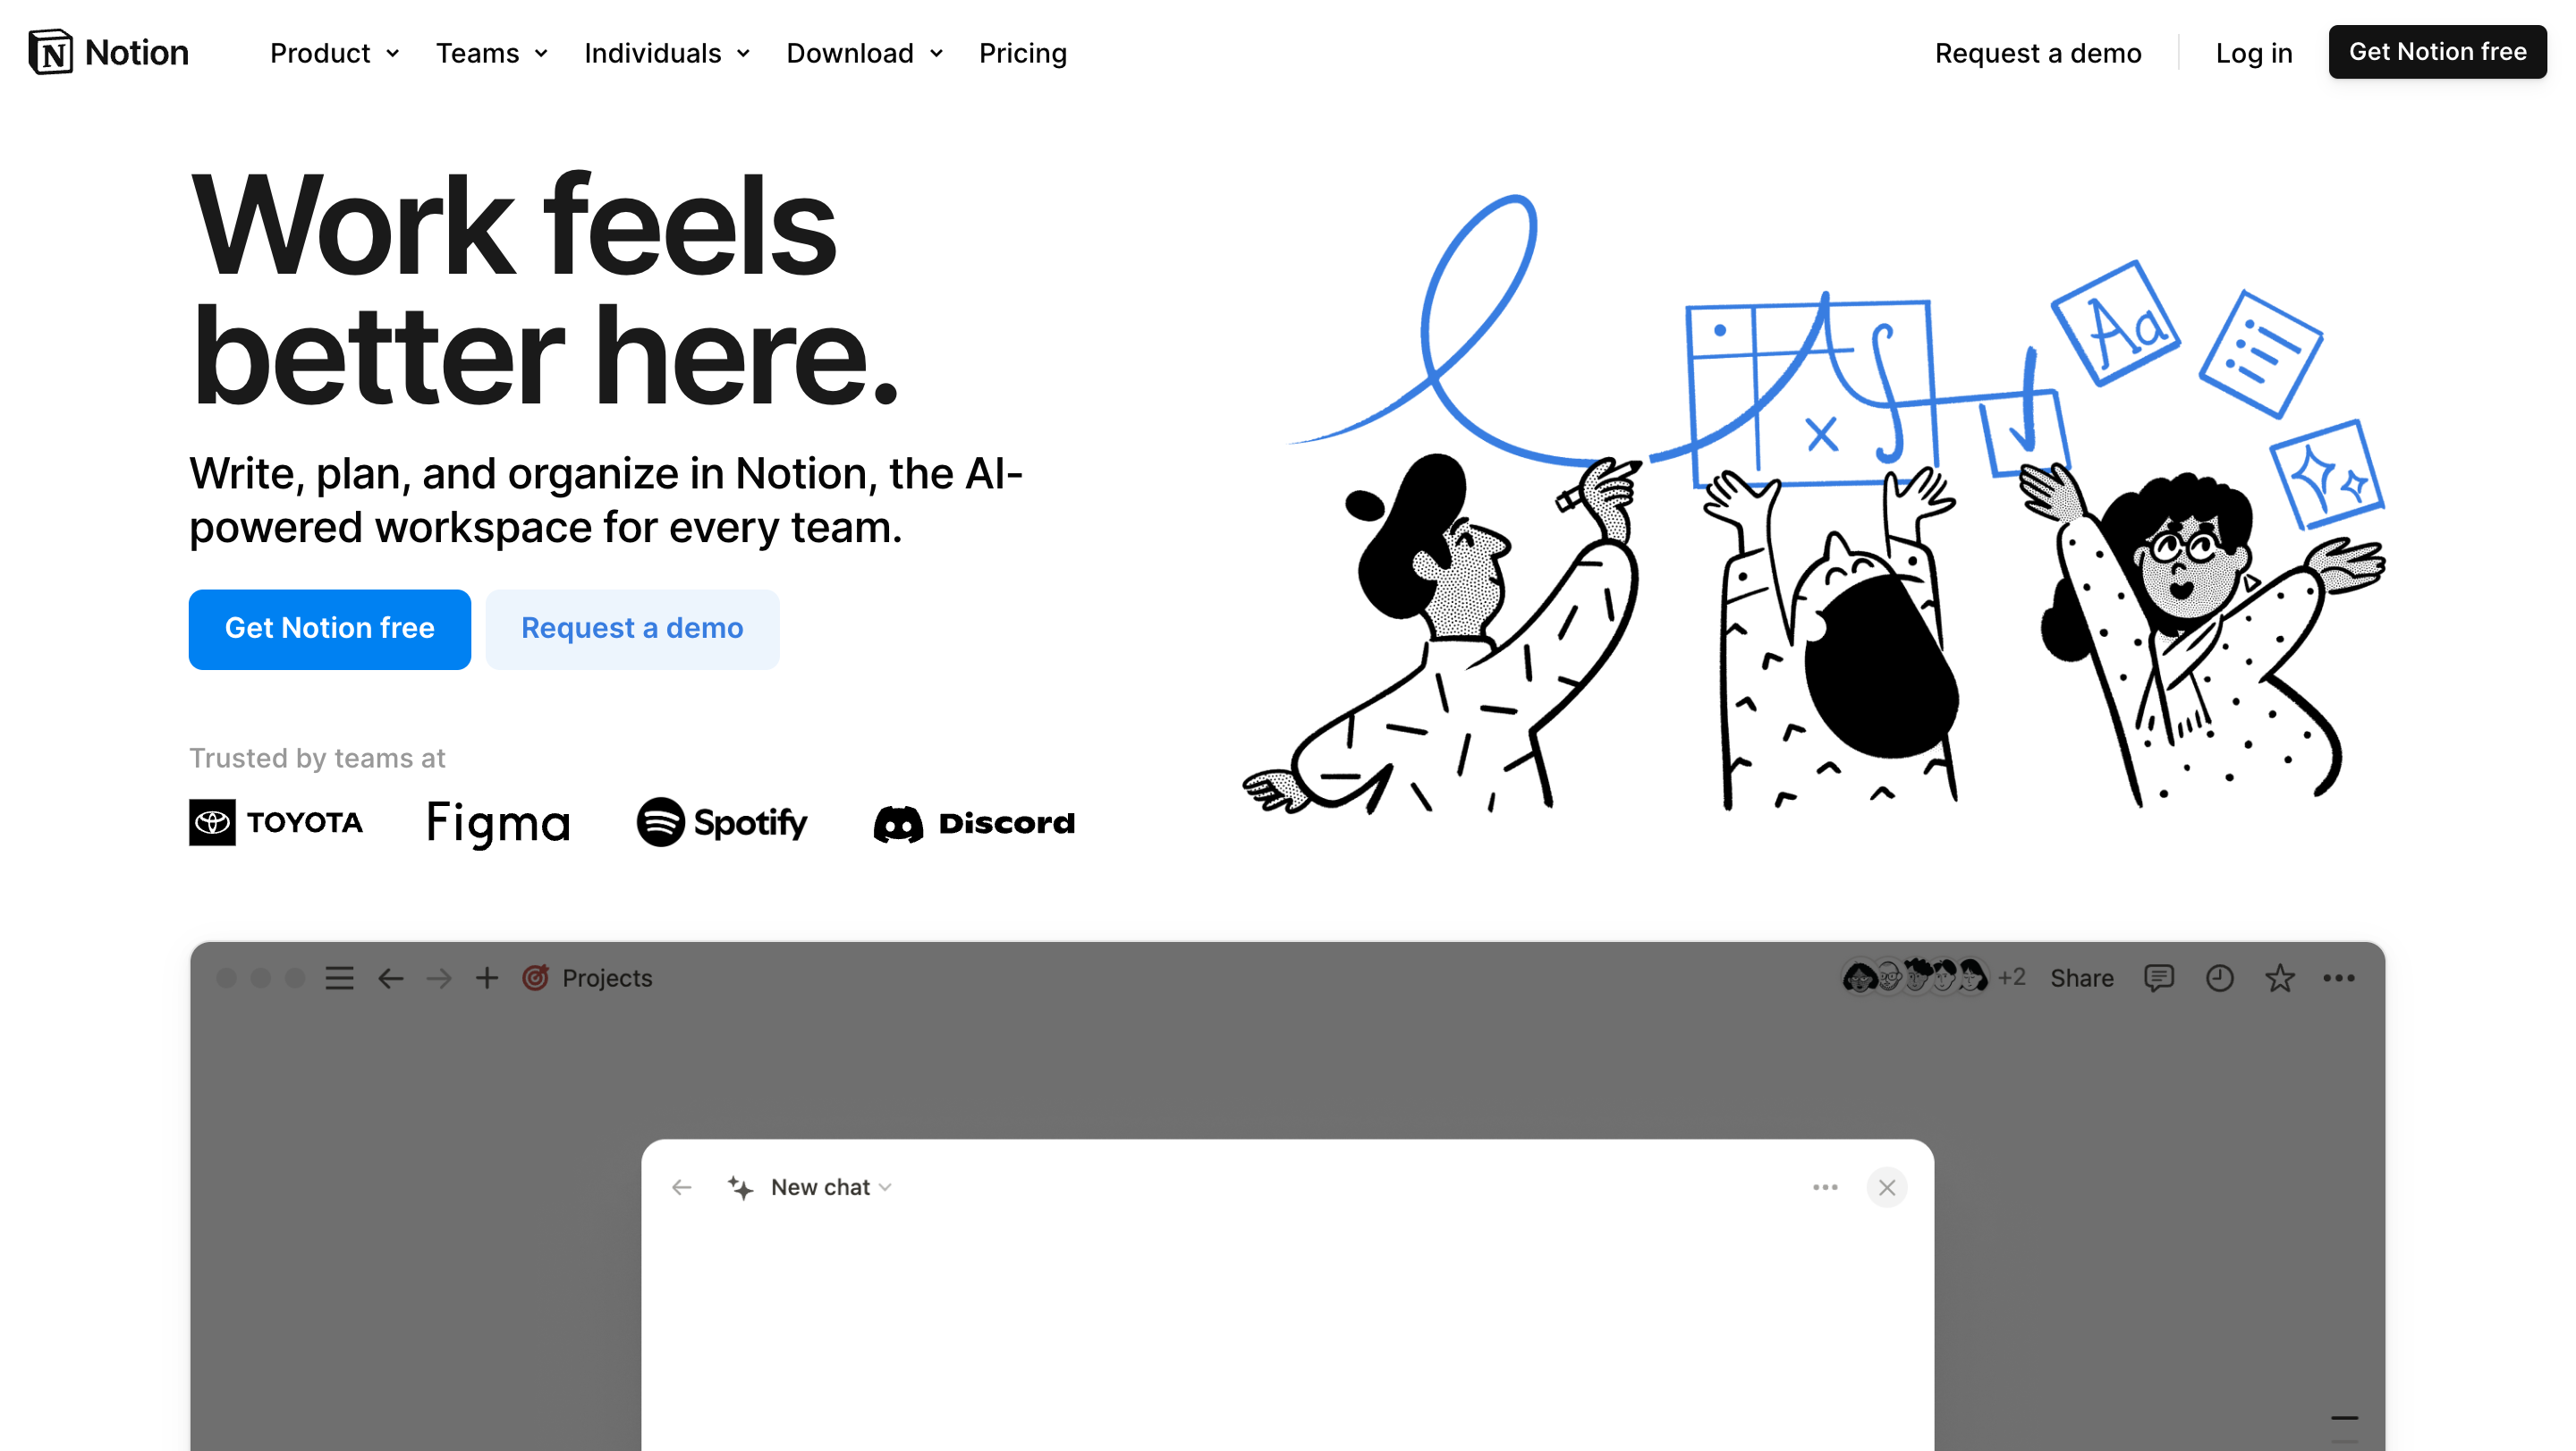 Notion
Product
Teams
Individuals
Download
Pricing
Request a demo
Log in
Get Notion free
Work feels
better here.
Write, plan, and organize in Notion, the AI-
powered workspace for every team.
Get Notion free
Request a demo
Trusted by teams at
TOYOTA
Figma
Spotify
Discord
Aa
Projects
+2
Share
New chat